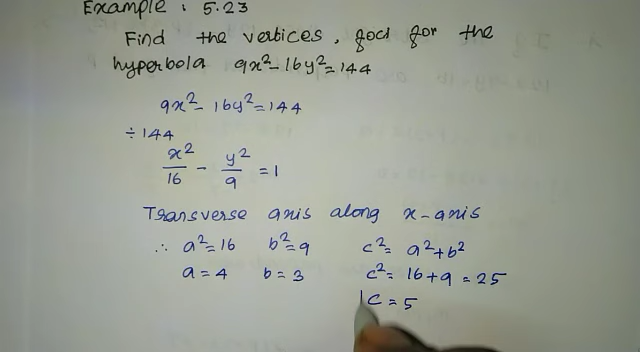 Example : 5.23
Find the vertices, foci for the
hyperbola 9x²-16y²=144
9x²-16y²=144
÷144
x²/16 - y²/9 = 1
Transverse axis along x-axis
∴ a²=16 b²=9 c²= a²+b²
a=4 b=3 c²= 16+9 = 25
c = 5